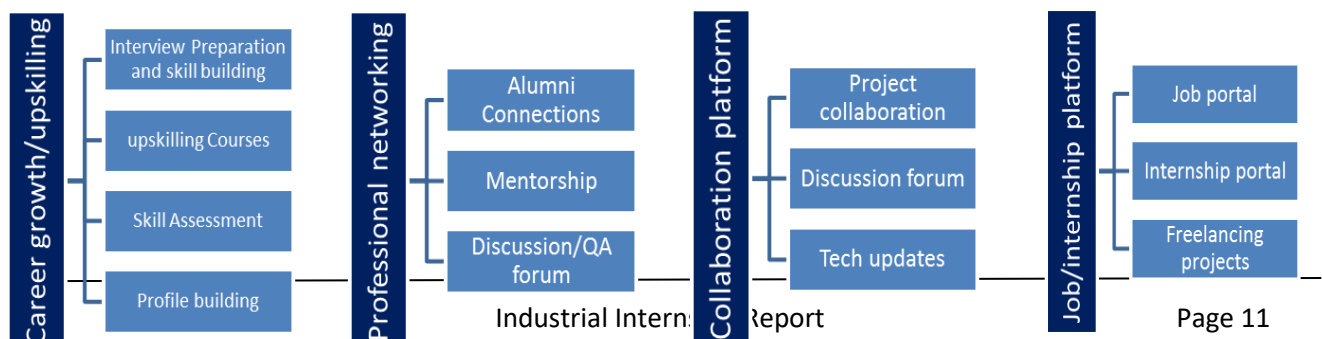 Career growth/upskilling
Interview Preparation
and skill building
upskilling Courses
Skill Assessment
Profile building
Professional networking
Alumni
Connections
Mentorship
Discussion/QA
forum
Collaboration platform
Project
collaboration
Discussion forum
Tech updates
Job/internship platform
Job portal
Internship portal
Freelancing
projects
Industrial Report
Page 11